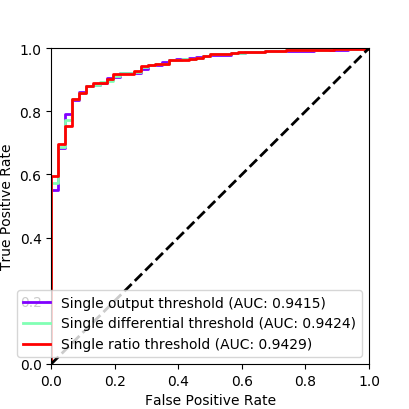 1.0
0.8
0.6
0.4
0.2
0.0
True Positive Rate
Single output threshold (AUC: 0.9415)
Single differential threshold (AUC: 0.9424)
Single ratio threshold (AUC: 0.9429)
0.0 0.2 0.4 0.6 0.8 1.0
False Positive Rate